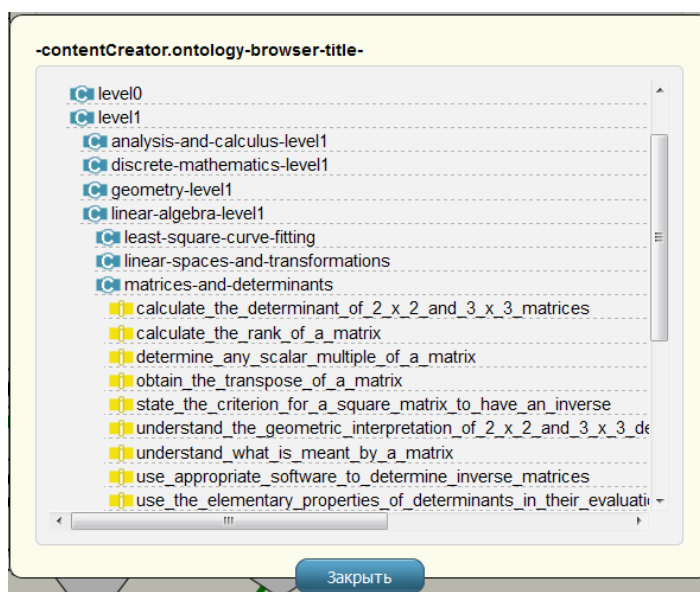 -contentCreator.ontology-browser-title-
level0
level1
analysis-and-calculus-level1
discrete-mathematics-level1
geometry-level1
linear-algebra-level1
least-square-curve-fitting
linear-spaces-and-transformations
matrices-and-determinants
calculate_the_determinant_of_2_x_2_and_3_x_3_matrices
calculate_the_rank_of_a_matrix
determine_any_scalar_multiple_of_a_matrix
obtain_the_transpose_of_a_matrix
state_the_criterion_for_a_square_matrix_to_have_an_inverse
understand_the_geometric_interpretation_of_2_x_2_and_3_x_3_de
understand_what_is_meant_by_a_matrix
use_appropriate_software_to_determine_inverse_matrices
use_the_elementary_properties_of_determinants_in_their_evaluati
Закрыть